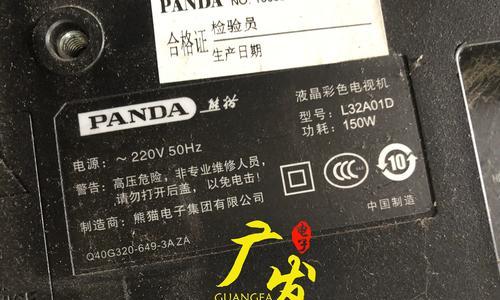 PANDA
合格证
检验员
生产日期
PANDA 熊猫
液晶彩色电视机
型号: L32A01D
功耗: 150W
电源: ~220V 50Hz
警告: 高压危险, 非专业维修人员,
请勿打开后盖, 以免电击!
制造商: 熊猫电子集团有限公司
CCC
10
中国制造
Q40G320-649-3A ZA
广发
电子
GUANGFA